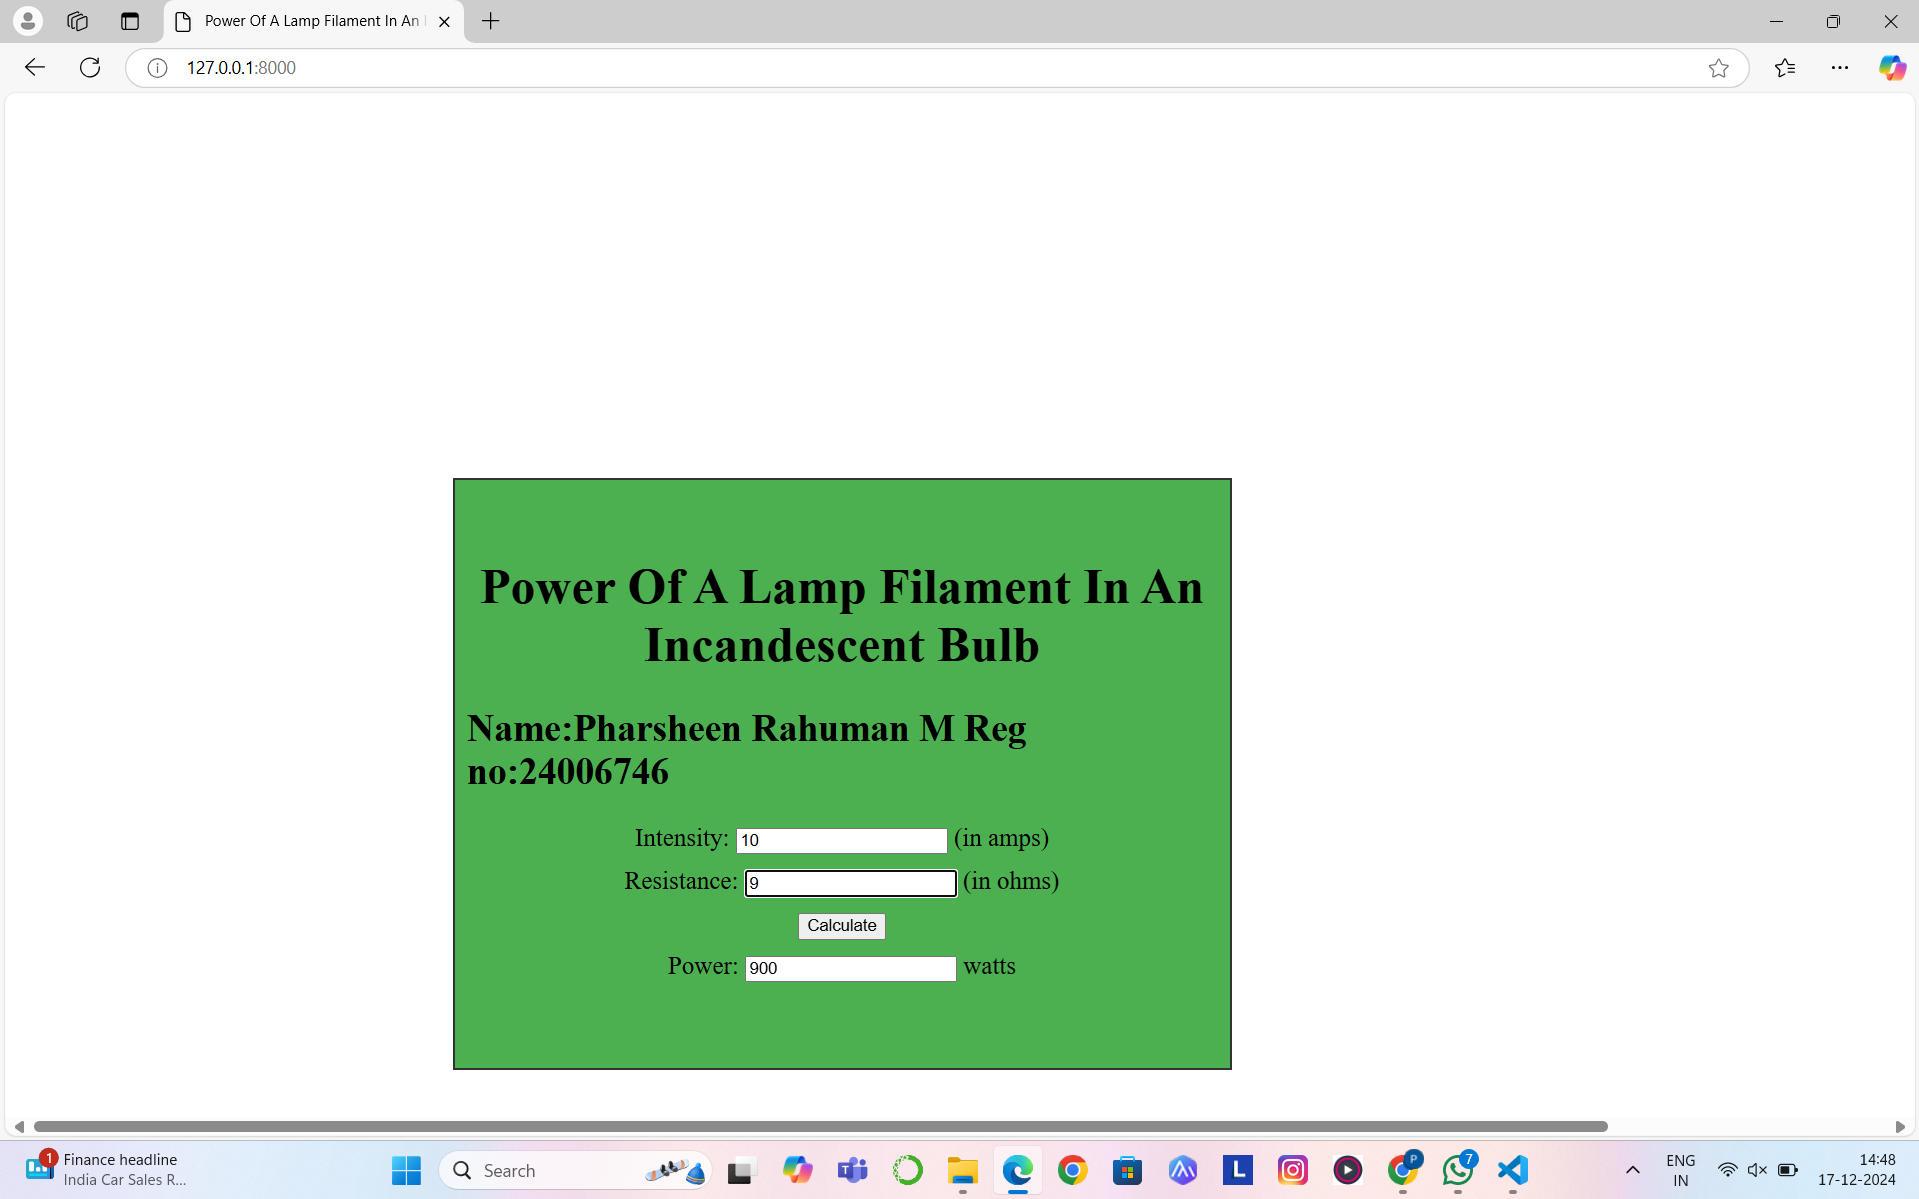 Power Of A Lamp Filament In An
127.0.0.1:8000
Power Of A Lamp Filament In An
Incandescent Bulb
Name:Pharsheen Rahuman M Reg
no:24006746
Intensity: 10 (in amps)
Resistance: 9 (in ohms)
Calculate
Power: 900 watts
1
Finance headline
India Car Sales R...
Search
T
L
P
7
ENG
IN
14:48
17-12-2024